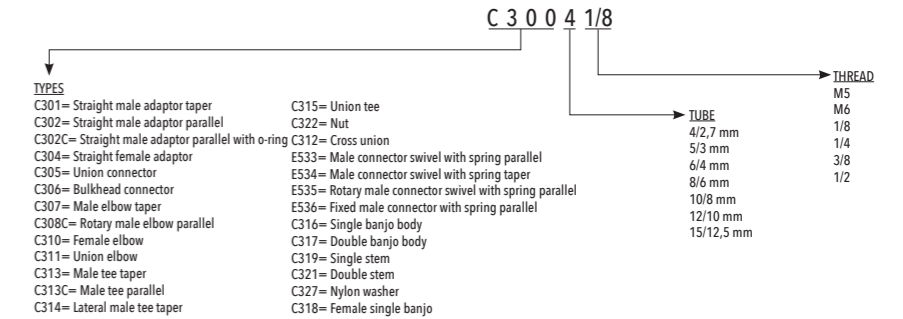 C 3 0 0 4 1/8
TYPES
C301= Straight male adaptor taper
C302= Straight male adaptor parallel
C302C= Straight male adaptor parallel with o-ring
C304= Straight female adaptor
C305= Union connector
C306= Bulkhead connector
C307= Male elbow taper
C308C= Rotary male elbow parallel
C310= Female elbow
C311= Union elbow
C313= Male tee taper
C313C= Male tee parallel
C314= Lateral male tee taper
C315= Union tee
C322= Nut
C312= Cross union
E533= Male connector swivel with spring parallel
E534= Male connector swivel with spring taper
E535= Rotary male connector swivel with spring parallel
E536= Fixed male connector with spring parallel
C316= Single banjo body
C317= Double banjo body
C319= Single stem
C321= Double stem
C327= Nylon washer
C318= Female single banjo
TUBE
4/2,7 mm
5/3 mm
6/4 mm
8/6 mm
10/8 mm
12/10 mm
15/12,5 mm
THREAD
M5
M6
1/8
1/4
3/8
1/2